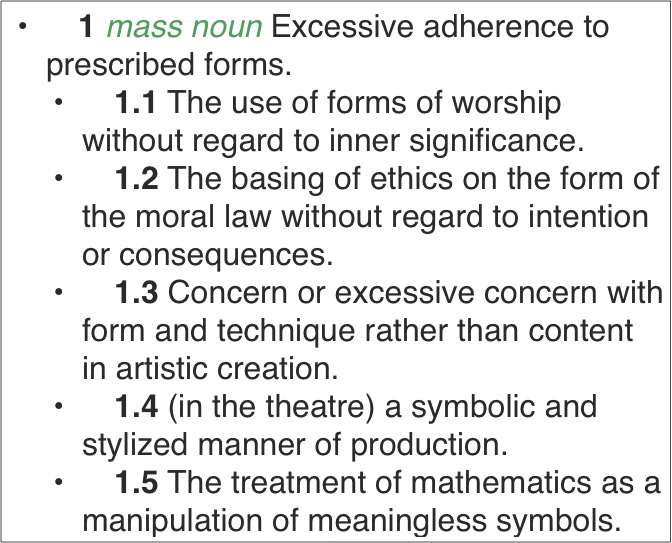 • 1 mass noun Excessive adherence to
prescribed forms.
• 1.1 The use of forms of worship
without regard to inner significance.
• 1.2 The basing of ethics on the form of
the moral law without regard to intention
or consequences.
• 1.3 Concern or excessive concern with
form and technique rather than content
in artistic creation.
• 1.4 (in the theatre) a symbolic and
stylized manner of production.
• 1.5 The treatment of mathematics as a
manipulation of meaningless symbols.